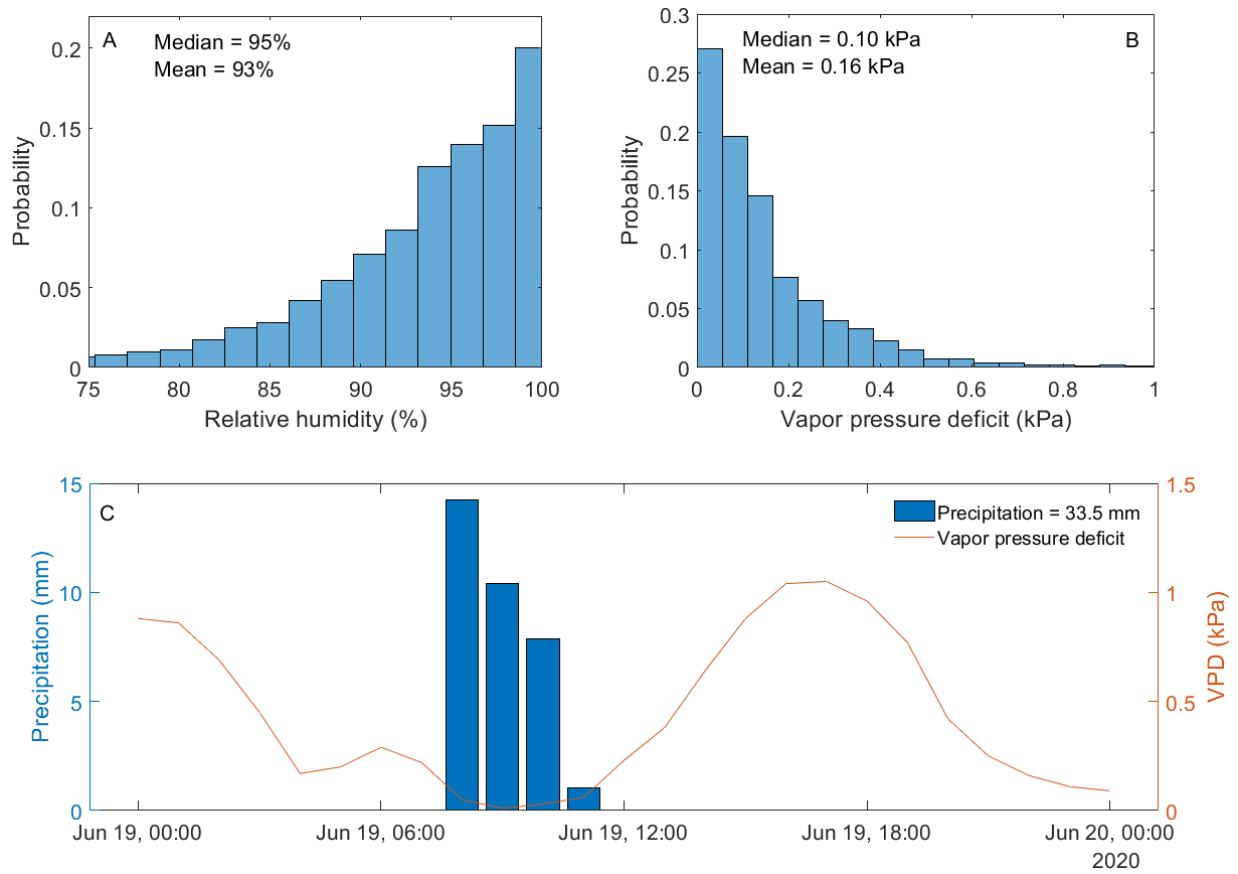 A
Median = 95%
Mean = 93%
0.2
0.15
0.1
0.05
0
Probability
75 80 85 90 95 100
Relative humidity (%)
B
Median = 0.10 kPa
Mean = 0.16 kPa
0.3
0.25
0.2
0.15
0.1
0.05
0
Probability
0 0.2 0.4 0.6 0.8 1
Vapor pressure deficit (kPa)
C
15
10
5
0
Precipitation (mm)
Precipitation = 33.5 mm
Vapor pressure deficit
1.5
1
0.5
0
VPD (kPa)
Jun 19, 00:00 Jun 19, 06:00 Jun 19, 12:00 Jun 19, 18:00 Jun 20, 00:00
2020